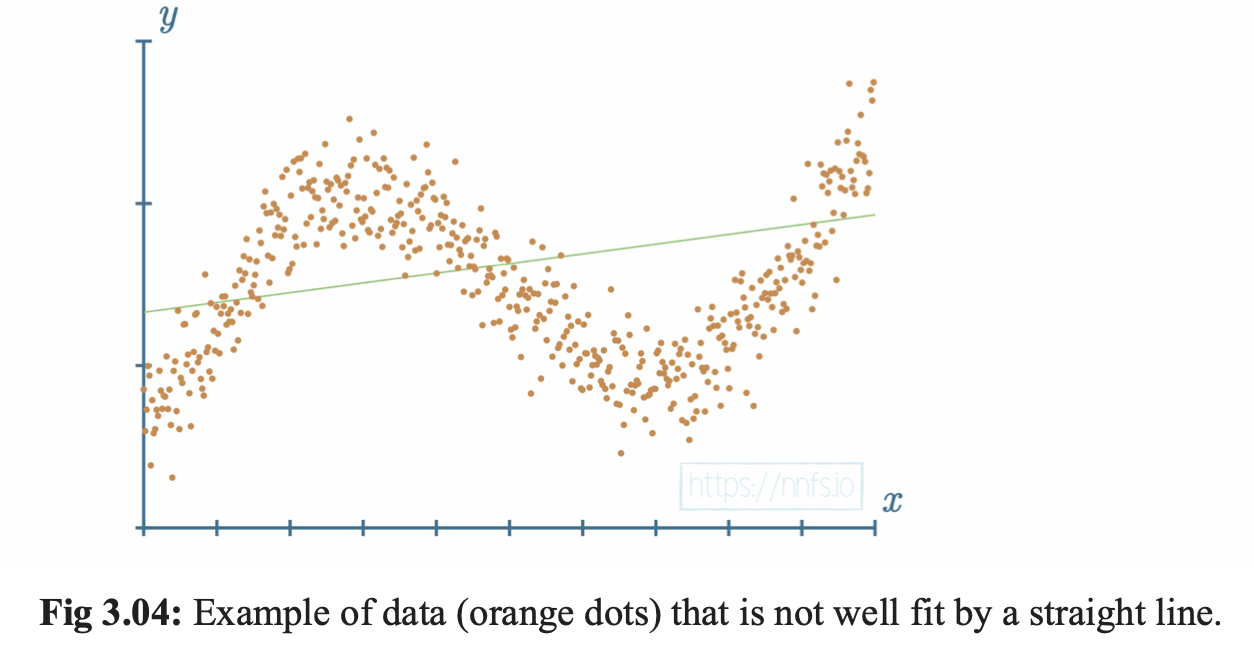 y
https://nnfs.io
x
Fig 3.04: Example of data (orange dots) that is not well fit by a straight line.